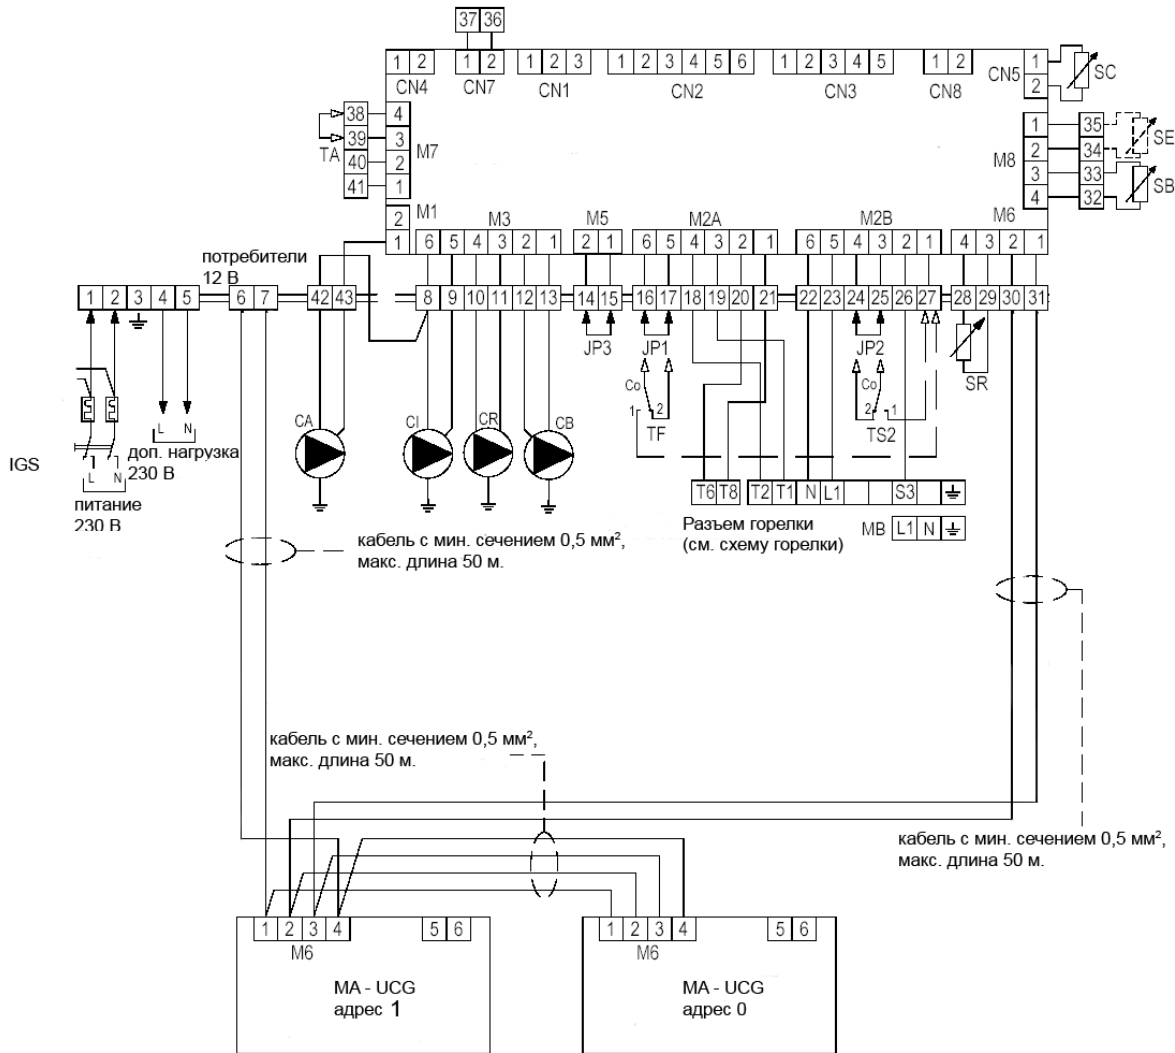 37 36
1 2
CN4
1 2
CN7
1 2 3
CN1
1 2 3 4 5 6
CN2
1 2 3 4 5
CN3
1 2
CN8
CN5
1
2
SC
38
39
40
41
TA
4
3
2
1
M7
1
2
3
4
M8
35
34
33
32
SE
SB
2
1
M1
M3
6 5 4 3 2 1
M5
2 1
M2A
6 5 4 3 2 1
M2B
6 5 4 3 2 1
M6
4 3 2 1
потребители
12 В
1 2 3 4 5
6 7
42 43
8 9 10 11 12 13
14 15
16 17 18 19 20 21
22 23 24 25 26 27
28 29 30 31
JP3
JP1
JP2
SR
Co
1 2
TF
Co
2 1
TS2
CA
CI
CR
CB
L N
доп. нагрузка
230 В
IGS
L N
питание
230 В
T6 T8
T2 T1 N L1 S3
Разъем горелки
(см. схему горелки)
MB L1 N
кабель с мин. сечением 0,5 мм²,
макс. длина 50 м.
кабель с мин. сечением 0,5 мм²,
макс. длина 50 м.
кабель с мин. сечением 0,5 мм²,
макс. длина 50 м.
1 2 3 4
5 6
M6
MA - UCG
адрес 1
1 2 3 4
5 6
M6
MA - UCG
адрес 0